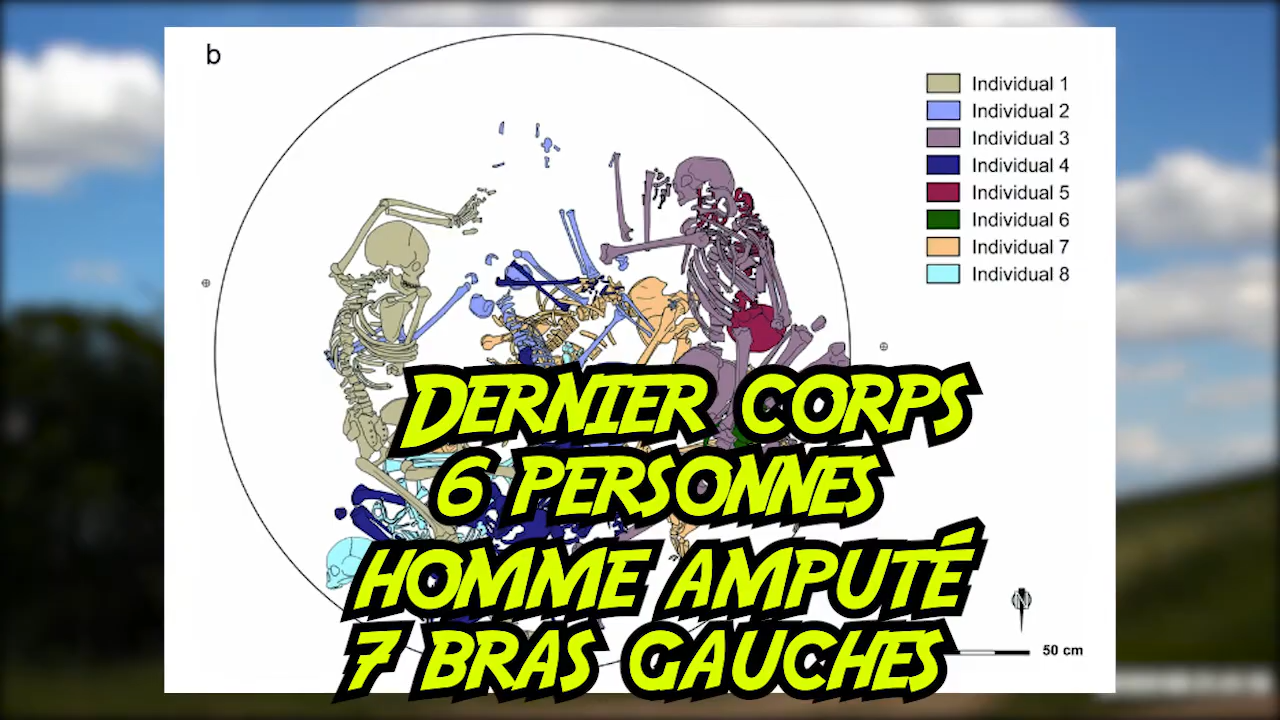 b
Individual 1
Individual 2
Individual 3
Individual 4
Individual 5
Individual 6
Individual 7
Individual 8
DERNIER CORPS
6 PERSONNES
HOMME AMPUTÉ
7 BRAS GAUCHES
N
50 cm